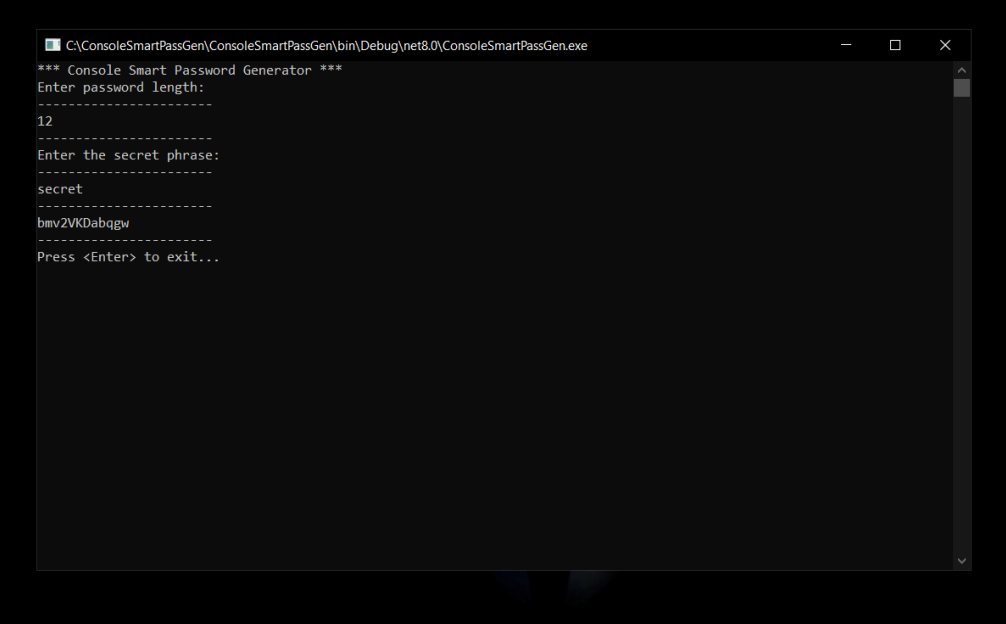 C:\ConsoleSmartPassGen\ConsoleSmartPassGen\bin\Debug\net8.0\ConsoleSmartPassGen.exe
*** Console Smart Password Generator ***
Enter password length:
-----------------------
12
-----------------------
Enter the secret phrase:
-----------------------
secret
-----------------------
bmv2VKDabqgw
-----------------------
Press <Enter> to exit...